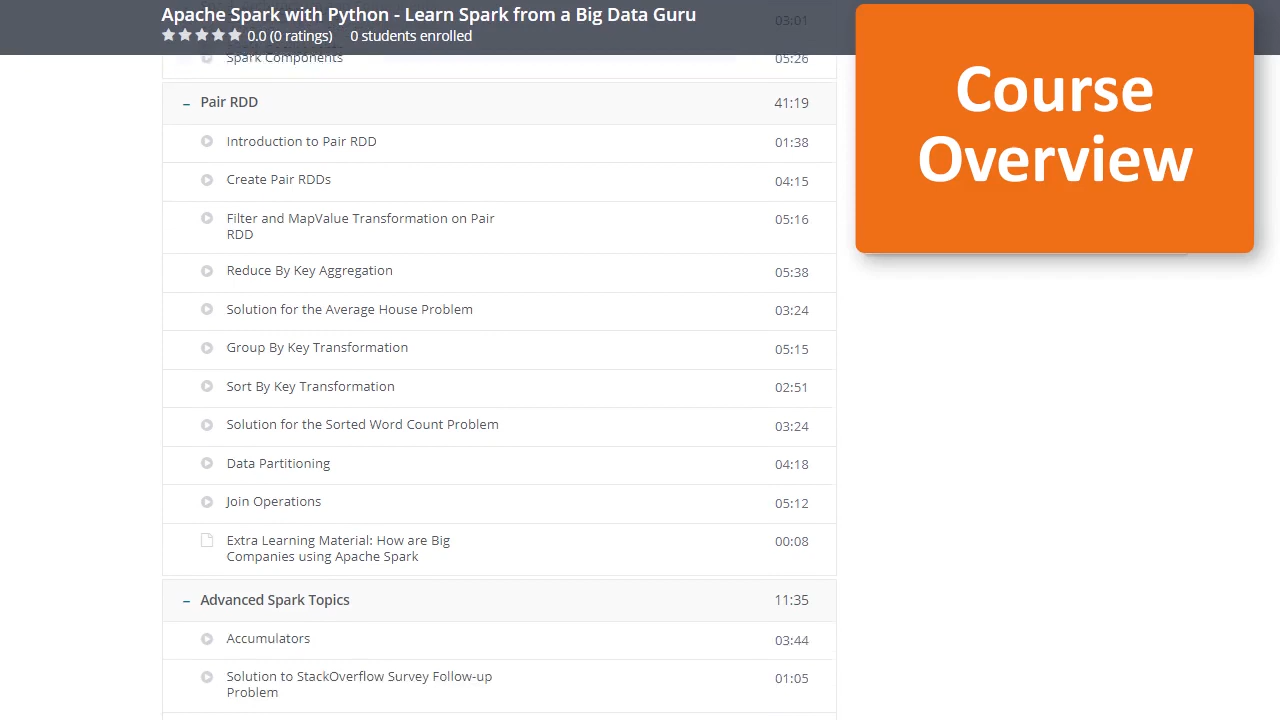 Apache Spark with Python - Learn Spark from a Big Data Guru
0.0 (0 ratings) 0 students enrolled
03:01
Spark Components 05:26
– Pair RDD 41:19
Introduction to Pair RDD 01:38
Create Pair RDDs 04:15
Filter and MapValue Transformation on Pair 05:16
RDD
Reduce By Key Aggregation 05:38
Solution for the Average House Problem 03:24
Group By Key Transformation 05:15
Sort By Key Transformation 02:51
Solution for the Sorted Word Count Problem 03:24
Data Partitioning 04:18
Join Operations 05:12
Extra Learning Material: How are Big 00:08
Companies using Apache Spark
– Advanced Spark Topics 11:35
Accumulators 03:44
Solution to StackOverflow Survey Follow-up 01:05
Problem
Course
Overview